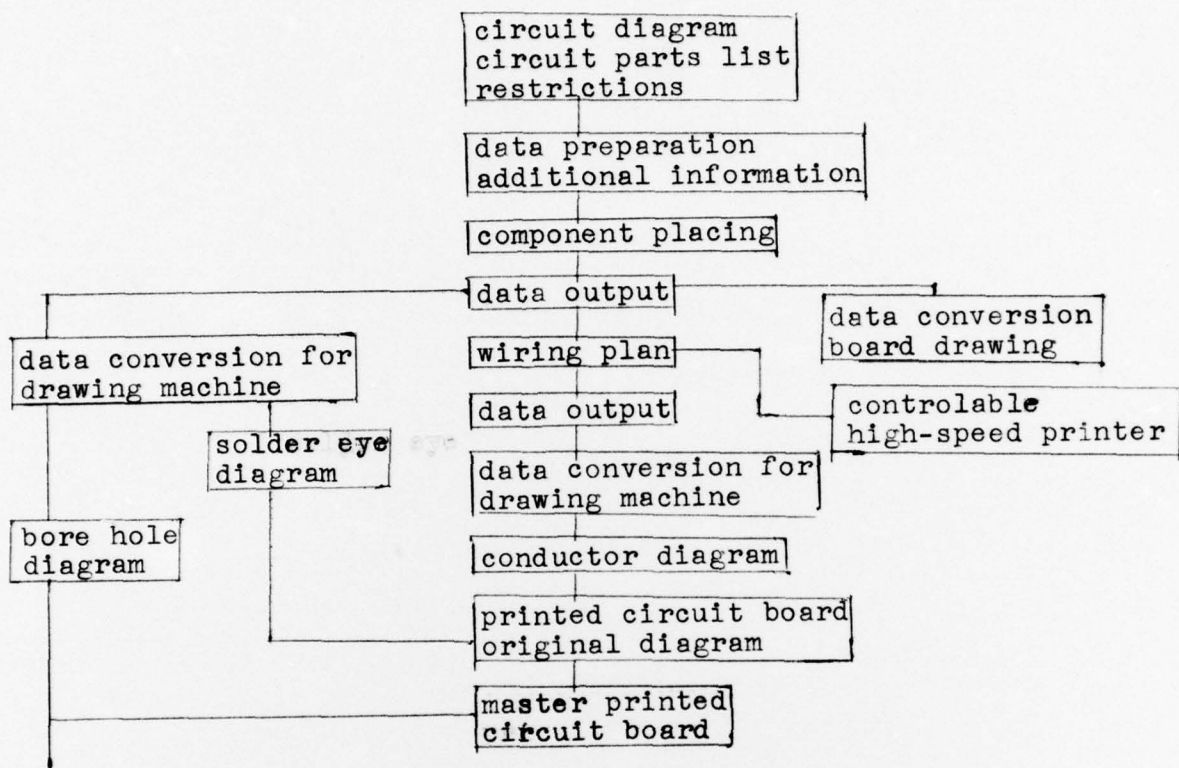 circuit diagram
circuit parts list
restrictions
data preparation
additional information
component placing
data output
data conversion
board drawing
data conversion for
drawing machine
wiring plan
controlable
high-speed printer
data output
solder eye
diagram
data conversion for
drawing machine
bore hole
diagram
conductor diagram
printed circuit board
original diagram
master printed
circuit board